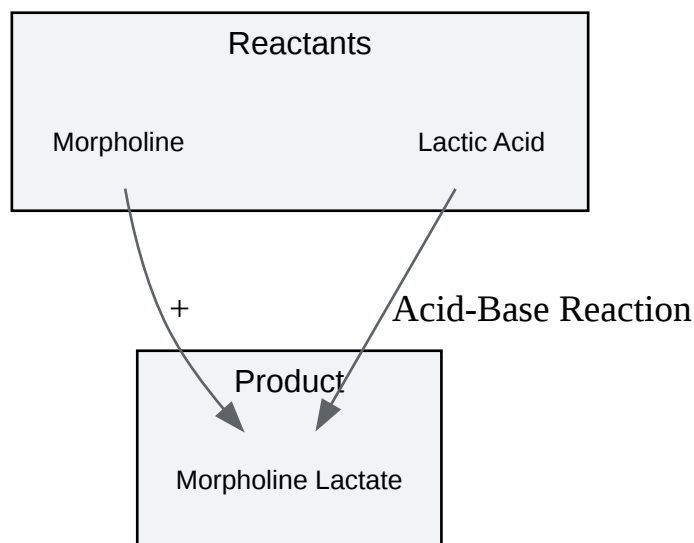 Reactants
Morpholine
Lactic Acid
+
Acid-Base Reaction
Product
Morpholine Lactate